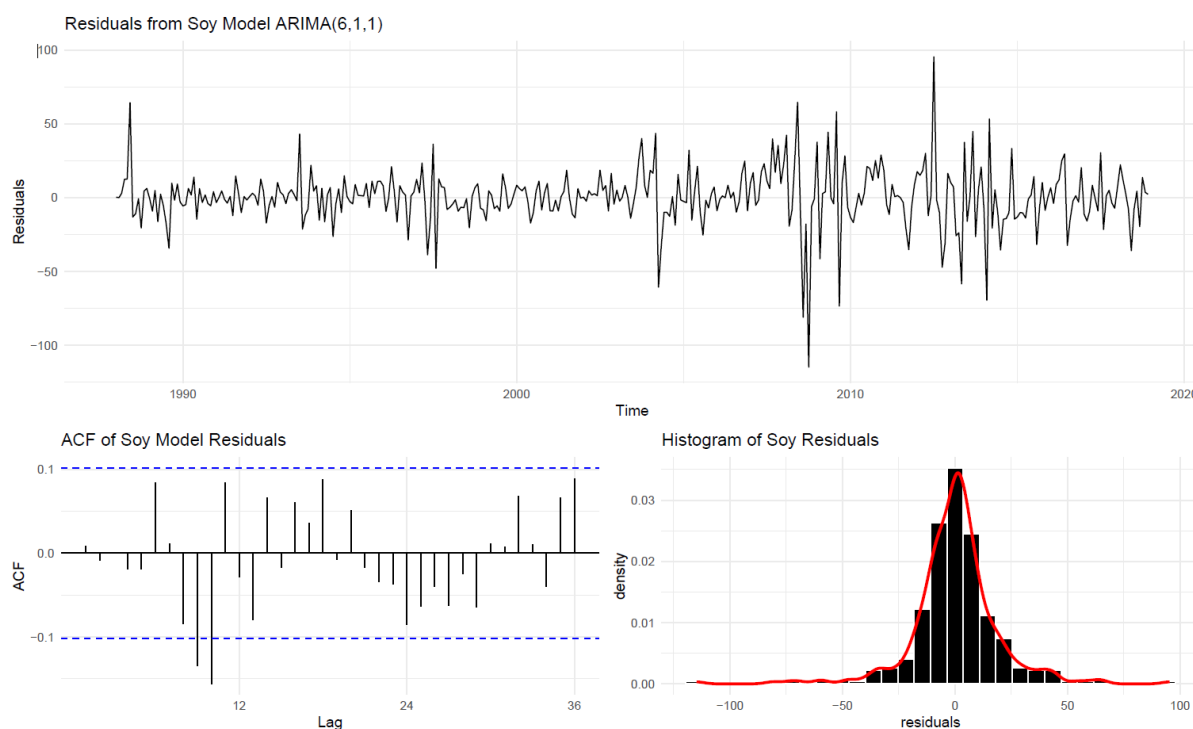 Residuals from Soy Model ARIMA(6,1,1)
100
50
0
−50
−100
Residuals
1990
2000
2010
2020
Time
ACF of Soy Model Residuals
0.1
0.0
−0.1
ACF
12
24
36
Lag
Histogram of Soy Residuals
0.03
0.02
0.01
0.00
density
−100
−50
0
50
100
residuals